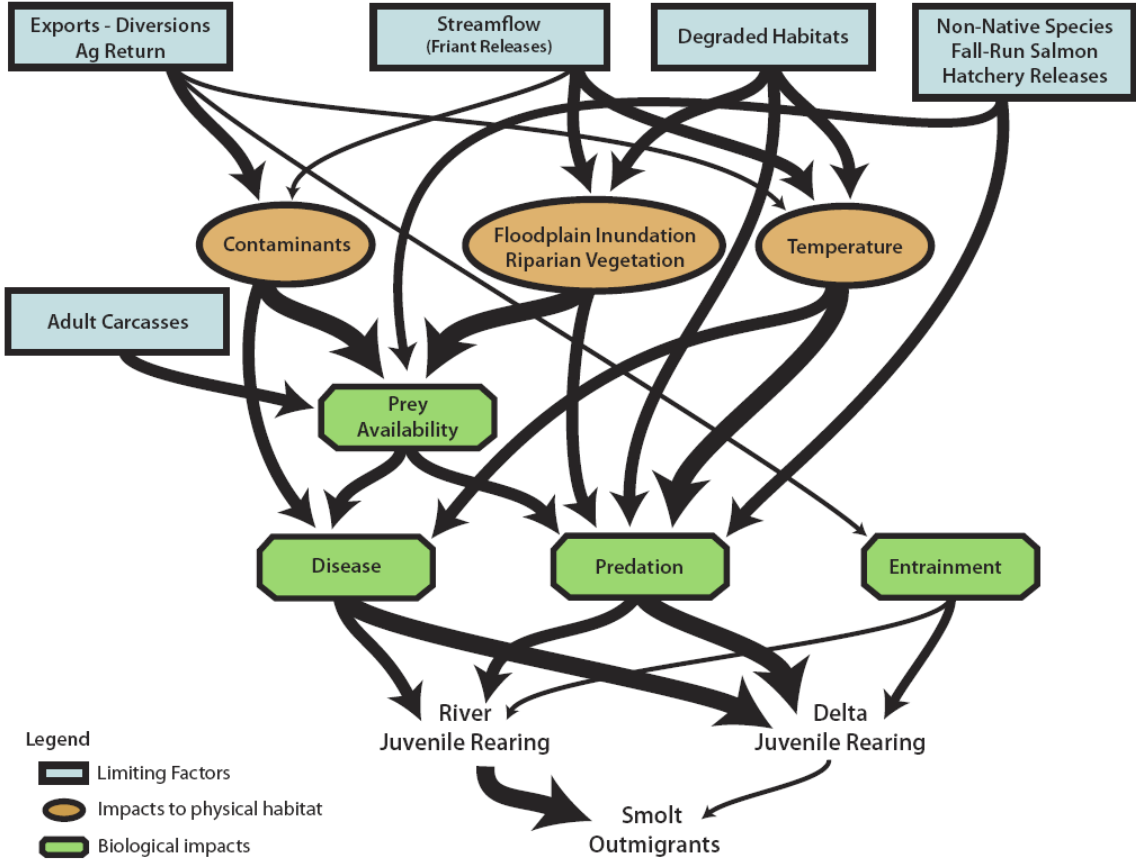 Exports - Diversions
Ag Return
Streamflow
(Friant Releases)
Degraded Habitats
Non-Native Species
Fall-Run Salmon
Hatchery Releases
Contaminants
Floodplain Inundation
Riparian Vegetation
Temperature
Adult Carcasses
Prey
Availability
Disease
Predation
Entrainment
River
Juvenile Rearing
Delta
Juvenile Rearing
Smolt
Outmigrants
Legend
Limiting Factors
Impacts to physical habitat
Biological impacts